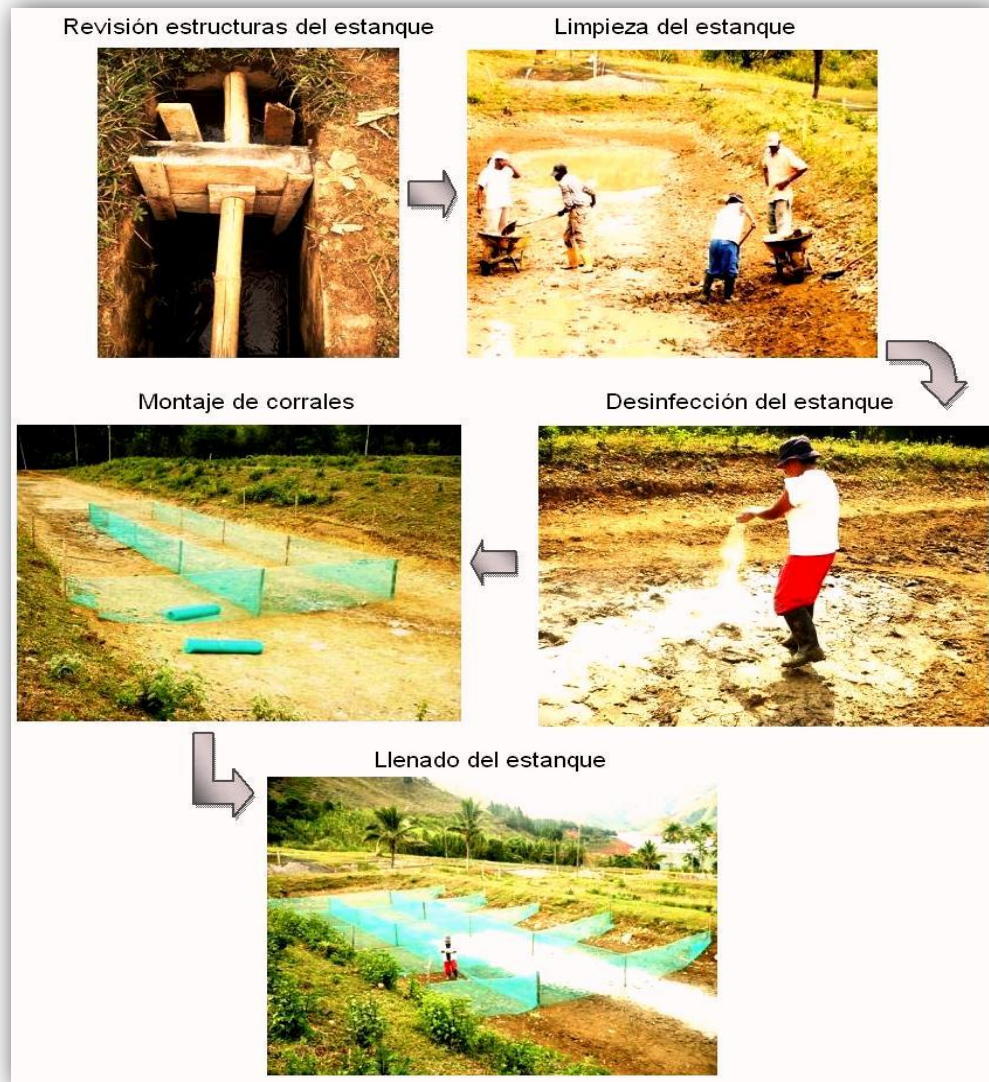 Revisión estructuras del estanque
Limpieza del estanque
Desinfección del estanque
Montaje de corrales
Llenado del estanque